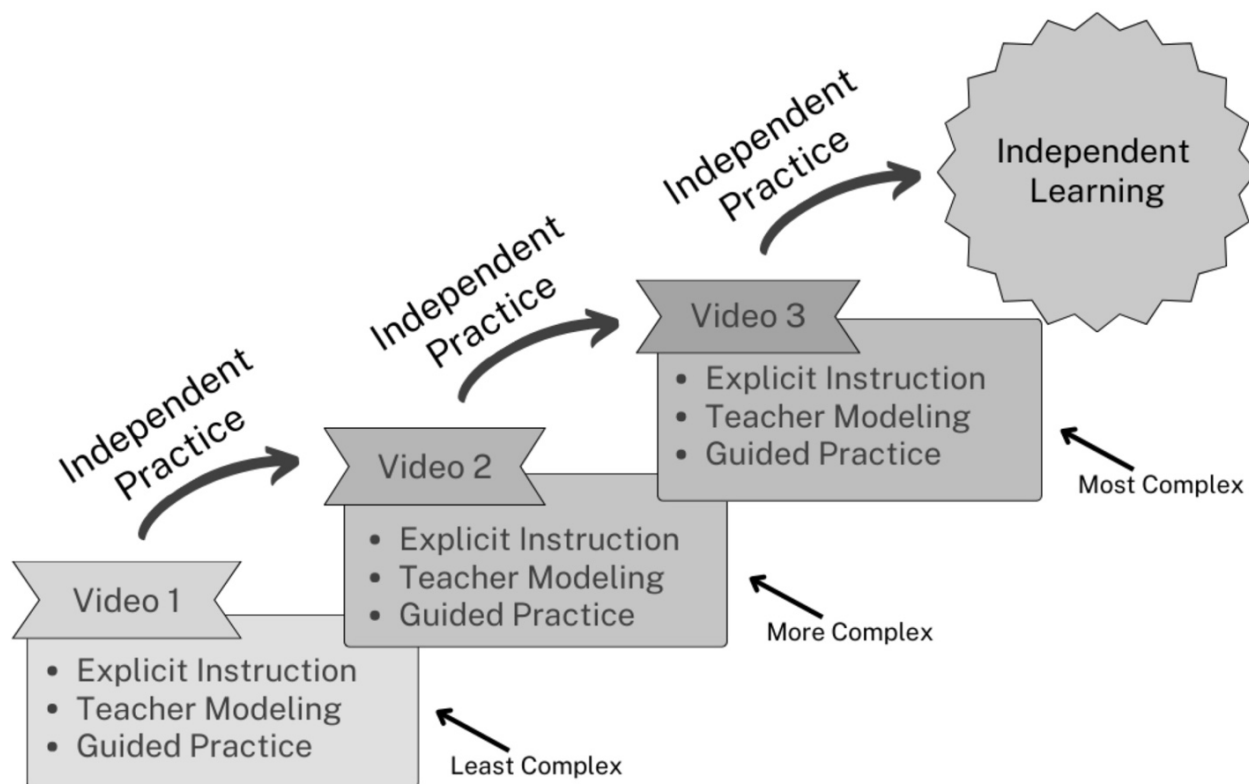 Independent
Practice
Independent
Learning
Independent
Practice
Video 3
• Explicit Instruction
• Teacher Modeling
• Guided Practice
Most Complex
Independent
Practice
Video 2
• Explicit Instruction
• Teacher Modeling
• Guided Practice
More Complex
Video 1
• Explicit Instruction
• Teacher Modeling
• Guided Practice
Least Complex